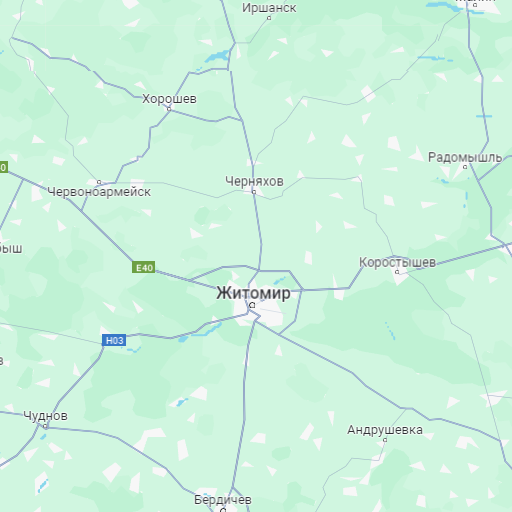 Иршанск
Хорошев
Радомышль
Червоноармейск
Черняхов
E40
Коростышев
Житомир
H03
Чуднов
Андрушевка
Бердичев